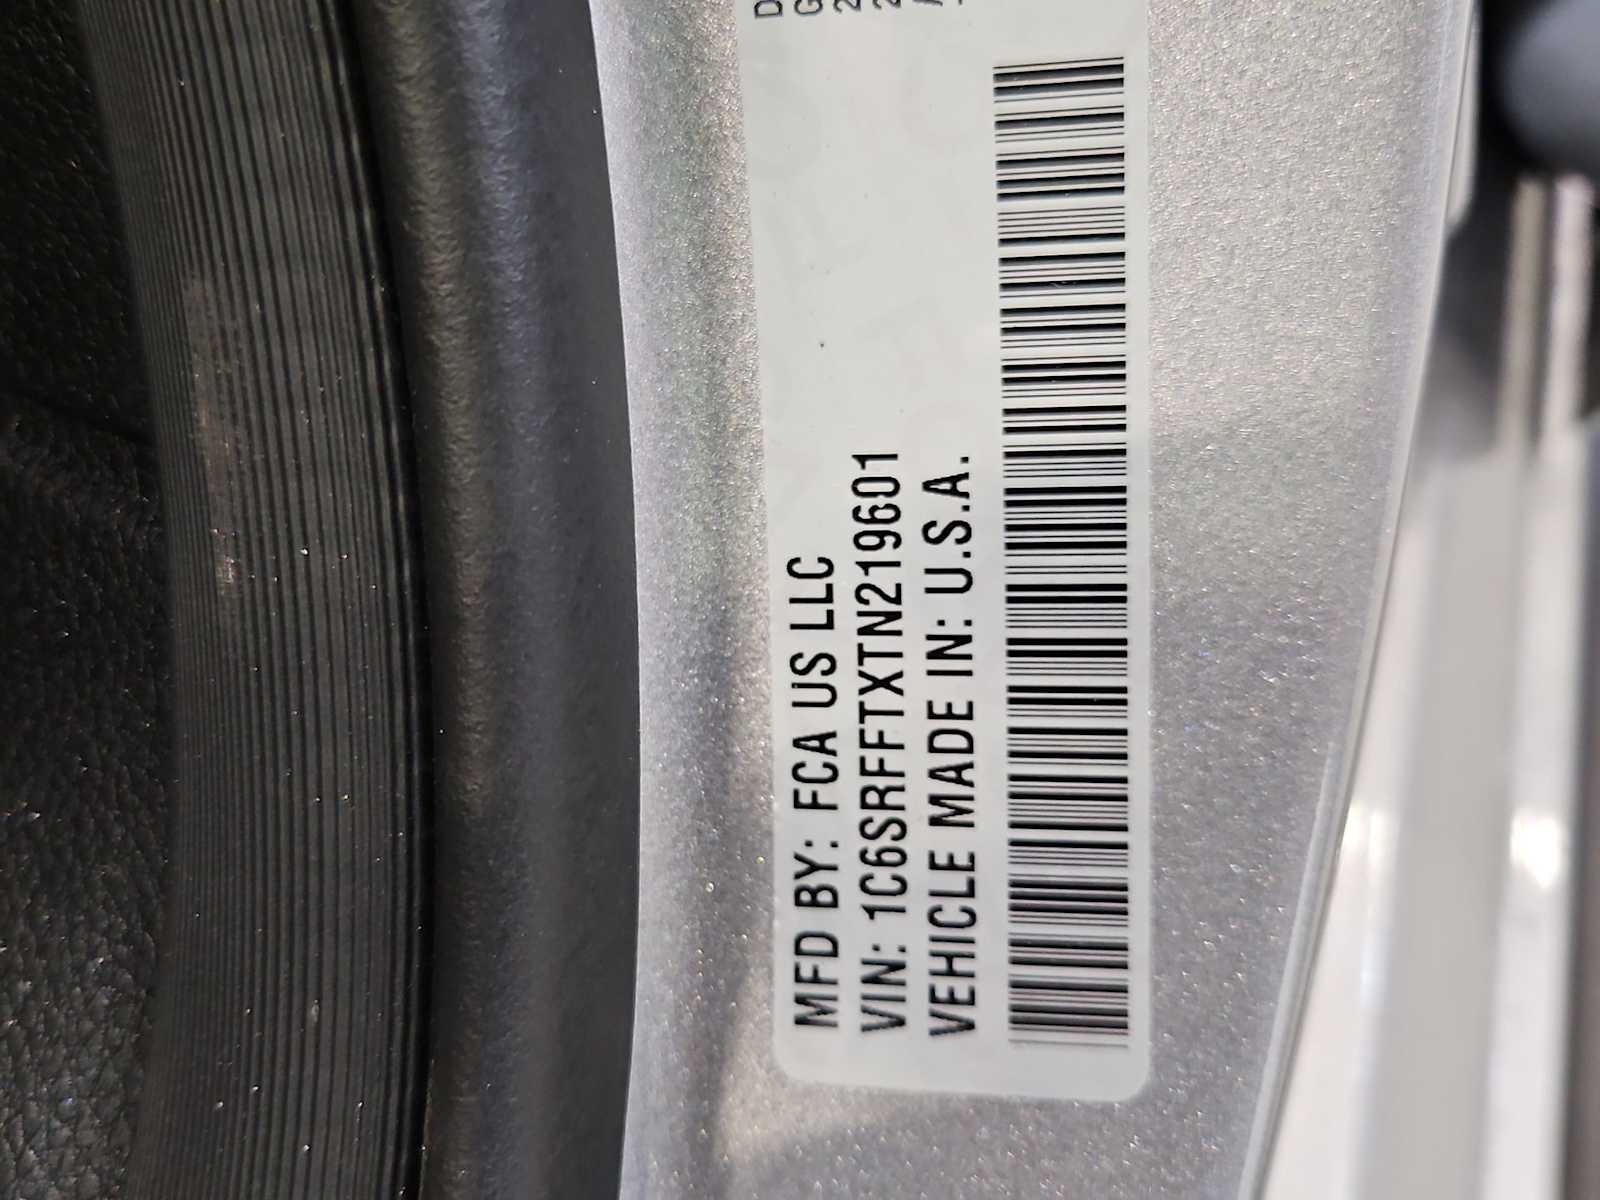 MFD BY: FCA US LLC
VIN: 1C6SRFFTXTN219601
VEHICLE MADE IN: U.S.A.